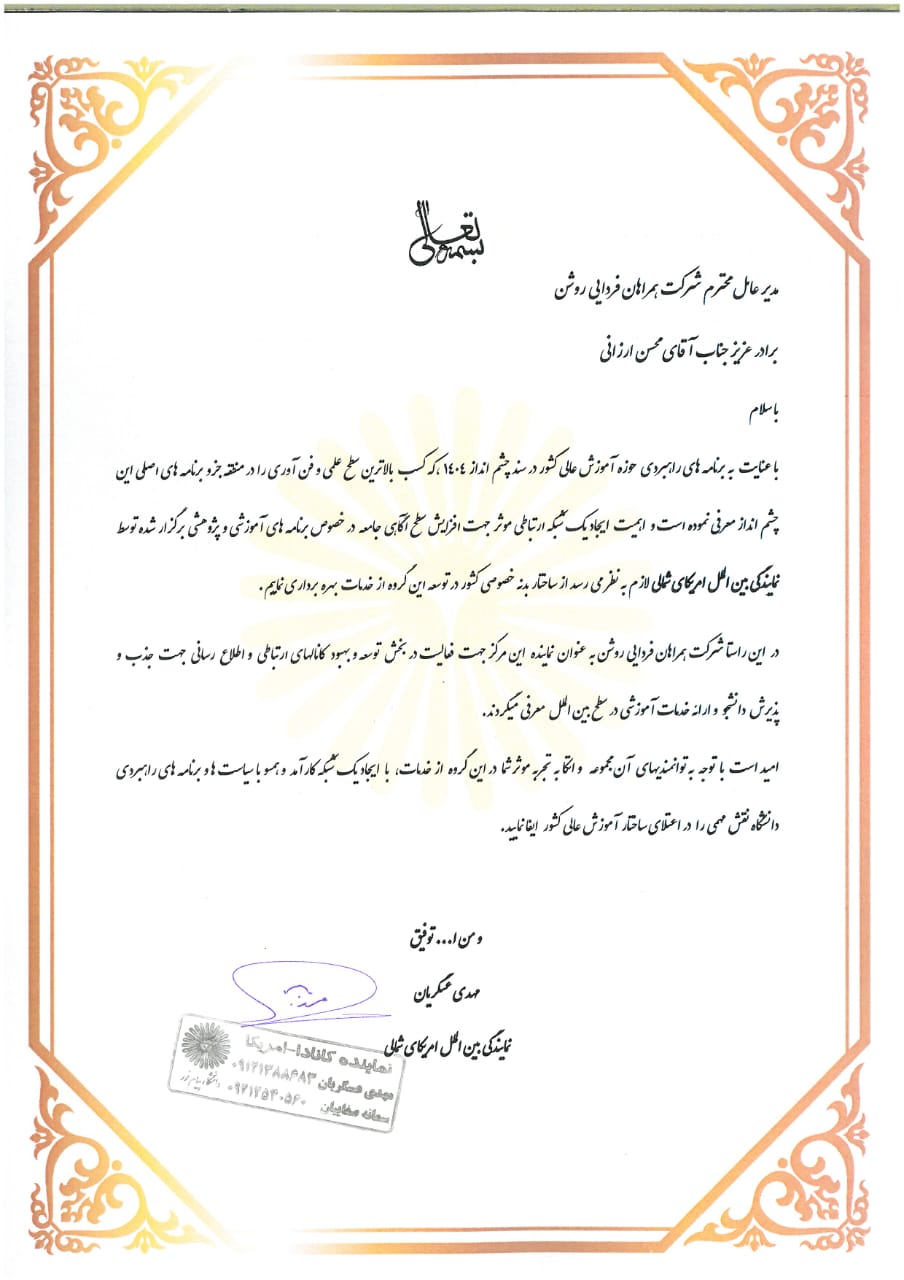 بسمه تعالی
مدیر عامل محترم شرکت همراهان فردایی روشن
برادر عزیز جناب آقای محسن ارزانی
با سلام
با عنایت به برنامه های راهبردی حوزه آموزش عالی کشور در سند چشم انداز ۱۴۰۴ ،که کسب بالاترین سطح علمی و فن آوری را در منطقه جزو برنامه های اصلی این
چشم انداز معرفی نموده است و اهمیت ایجاد یک شبکه ارتباطی موثر جهت افزایش سطح آگاهی جامعه در خصوص برنامه های آموزشی و پژوهشی برگزار شده توسط
نمایندگی بین الملل امریکای شمالی لازم به نظر می رسد از ساختار بدنه خصوصی کشور در توسعه این گروه از خدمات بهره برداری نماییم.
در این راستا شرکت همراهان فردایی روشن به عنوان نماینده این مرکز جهت فعالیت در بخش توسعه و بهبود کانالهای ارتباطی و اطلاع رسانی جهت جذب و
پذیرش دانشجو و ارائه خدمات آموزشی در سطح بین الملل معرفی میگردند.
امید است با توجه به توانمندیهای آن مجموعه و اتکا به تجربه موثر شما در این گروه از خدمات، با ایجاد یک شبکه کارآمد و همسو با سیاست ها و برنامه های راهبردی
دانشگاه نقش مهمی را در اعتلای ساختار آموزش عالی کشور ایفا نمایید.
و من ا... توفیق
مهدی عسگریان
نمایندگی بین الملل امریکای شمالی
نماینده کانادا-امریکا
مهدی عسگریان ۰۹۱۲۱۳۸۸۴۸۳
سمانه صفاییان ۰۹۲۱۲۵۴۰۵۶۰
دانشگاه پیام نور